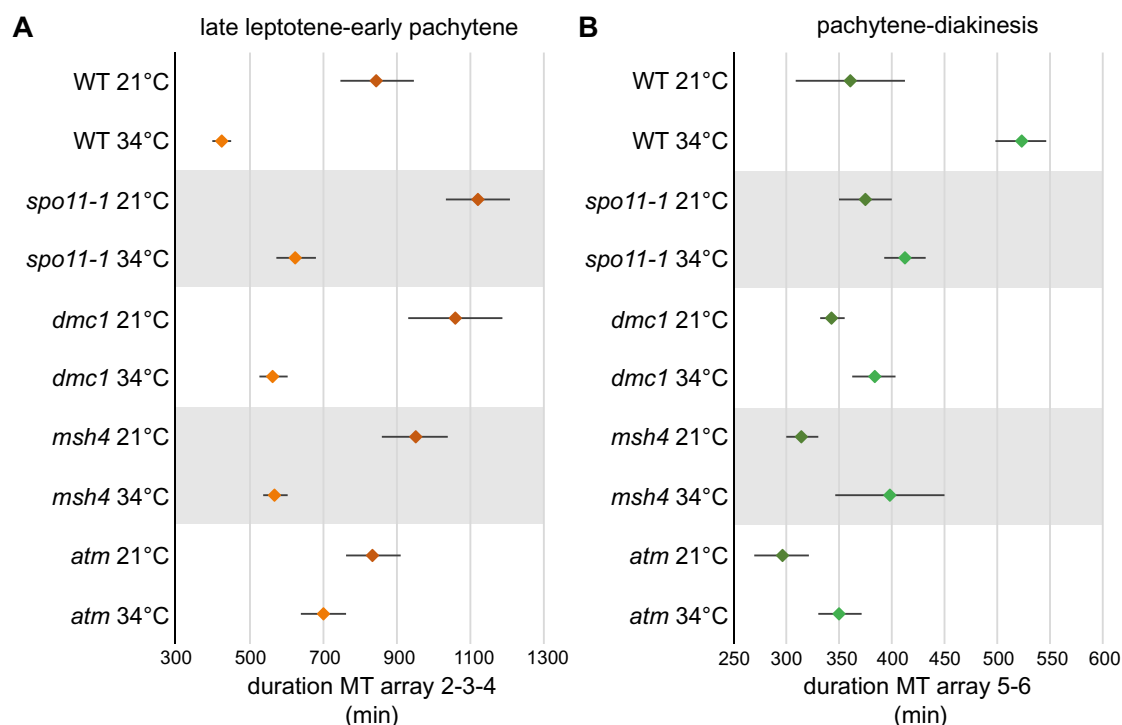 A
late leptotene-early pachytene
WT 21°C
WT 34°C
spo11-1 21°C
spo11-1 34°C
dmc1 21°C
dmc1 34°C
msh4 21°C
msh4 34°C
atm 21°C
atm 34°C
300 500 700 900 1100 1300
duration MT array 2-3-4
(min)
B
pachytene-diakinesis
WT 21°C
WT 34°C
spo11-1 21°C
spo11-1 34°C
dmc1 21°C
dmc1 34°C
msh4 21°C
msh4 34°C
atm 21°C
atm 34°C
250 300 350 400 450 500 550 600
duration MT array 5-6
(min)